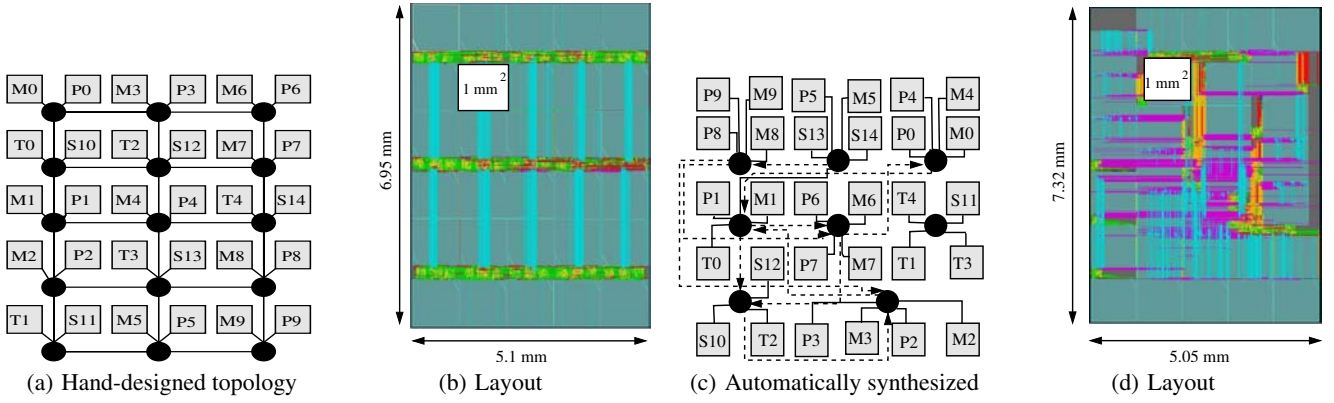 M0 P0 M3 P3 M6 P6
T0 S10 T2 S12 M7 P7
M1 P1 M4 P4 T4 S14
M2 P2 T3 S13 M8 P8
T1 S11 M5 P5 M9 P9
(a) Hand-designed topology
6.95 mm
1 mm 2
5.1 mm
(b) Layout
P9 M9 P5 M5 P4 M4
P8 M8 S13 S14 P0 M0
P1 M1 P6 M6 T4 S11
T0 S12 P7 M7 T1 T3
S10 T2 P3 M3 P2 M2
(c) Automatically synthesized
7.32 mm
1 mm 2
5.05 mm
(d) Layout